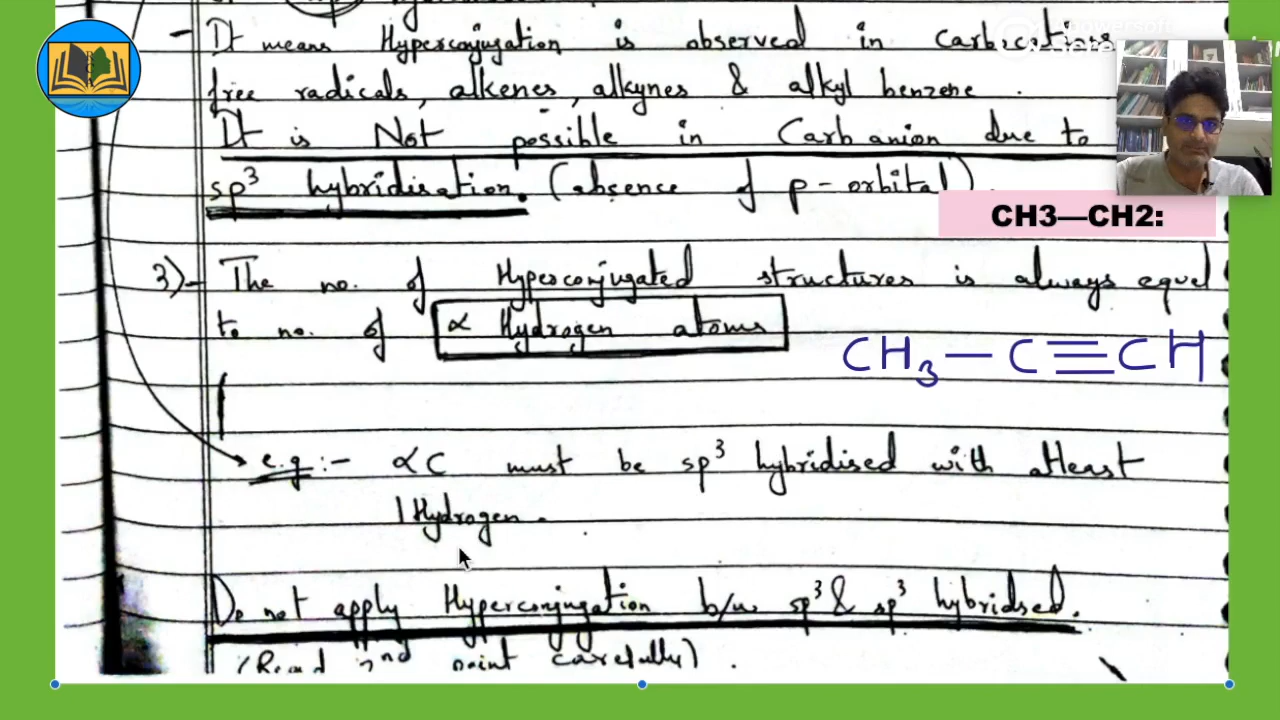 - It means Hyperconjugation is observed in Carbocations
free radicals, alkenes, alkynes & alkyl benzene.
It is Not possible in Carbanion due to
sp³ hybridisation. (absence of p-orbital)
CH3—CH2:
3)- The no. of Hyperconjugated structures is always equal
to no. of α Hydrogen atoms
CH₃—C≡CH
e.g:- αC must be sp³ hybridised with atleast
1 Hydrogen.
Do not apply Hyperconjugation b/w sp³ & sp³ hybridsed.
(Read 2nd point carefully).